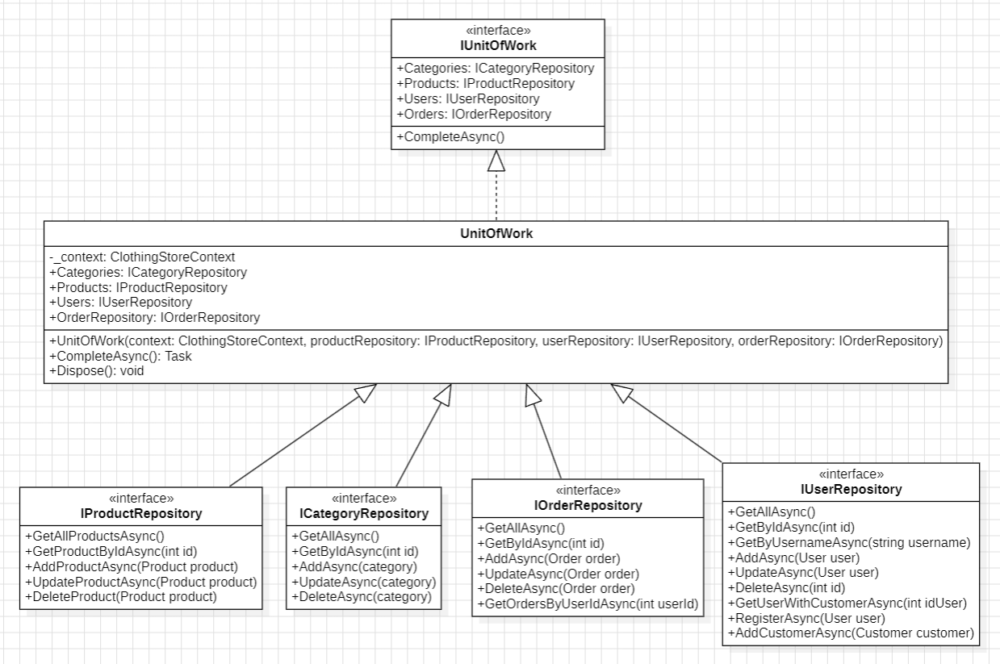 «interface»
IUnitOfWork
+Categories: ICategoryRepository
+Products: IProductRepository
+Users: IUserRepository
+Orders: IOrderRepository
+CompleteAsync()
UnitOfWork
-_context: ClothingStoreContext
+Categories: ICategoryRepository
+Products: IProductRepository
+Users: IUserRepository
+OrderRepository: IOrderRepository
+UnitOfWork(context: ClothingStoreContext, productRepository: IProductRepository, userRepository: IUserRepository, orderRepository: IOrderRepository)
+CompleteAsync(): Task
+Dispose(): void
«interface»
IProductRepository
+GetAllProductsAsync()
+GetProductByIdAsync(int id)
+AddProductAsync(Product product)
+UpdateProductAsync(Product product)
+DeleteProduct(Product product)
«interface»
ICategoryRepository
+GetAllAsync()
+GetByIdAsync(int id)
+AddAsync(category)
+UpdateAsync(category)
+DeleteAsync(category)
«interface»
IOrderRepository
+GetAllAsync()
+GetByIdAsync(int id)
+AddAsync(Order order)
+UpdateAsync(Order order)
+DeleteAsync(Order order)
+GetOrdersByUserIdAsync(int userId)
«interface»
IUserRepository
+GetAllAsync()
+GetByIdAsync(int id)
+GetByUsernameAsync(string username)
+AddAsync(User user)
+UpdateAsync(User user)
+DeleteAsync(int id)
+GetUserWithCustomerAsync(int idUser)
+RegisterAsync(User user)
+AddCustomerAsync(Customer customer)